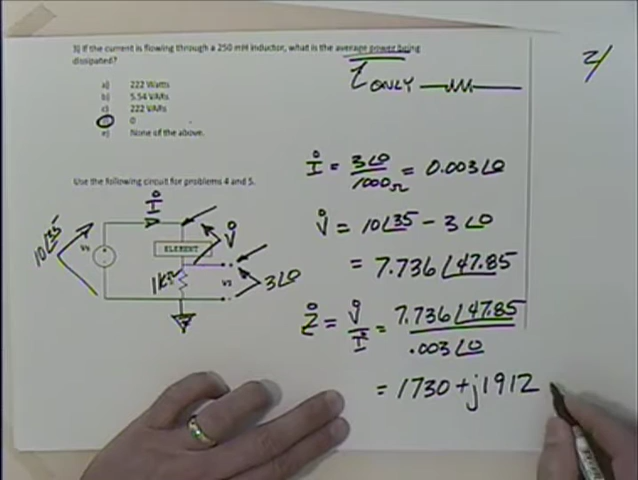 3) If the current is flowing through a 250 mH inductor, what is the average power being
dissipated?
a) 222 Watts
b) 5.54 VARs
c) 222 VARs
d) 0
e) None of the above.
ONLY
2/
Use the following circuit for problems 4 and 5.
I = 3∠0 / 1000Ω = 0.003∠0
V = 10∠35 - 3∠0
= 7.736∠47.85
Z = V / I = 7.736∠47.85 / .003∠0
= 1730 + j1912
I
10∠35
Vs
ELEMENT
V
1KΩ
3∠0